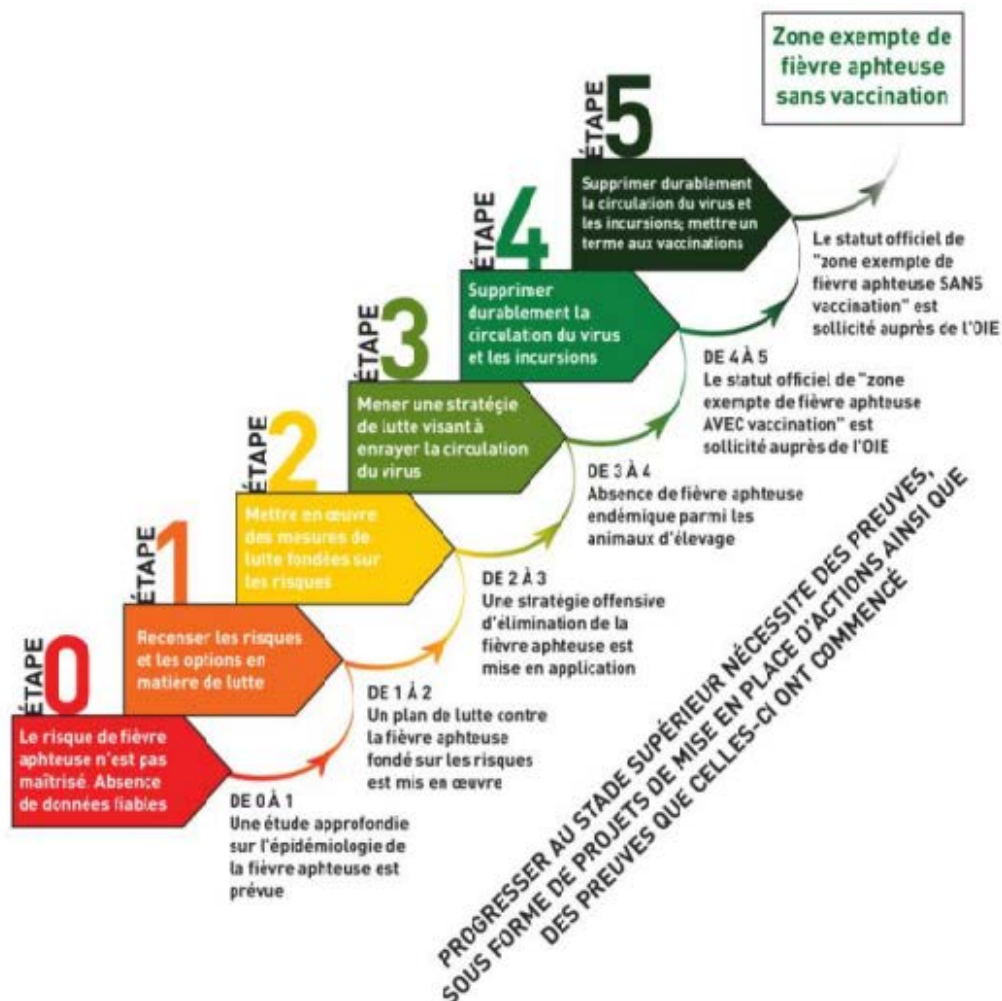 Zone exempte de
fièvre aphteuse
sans vaccination
ÉTAPE
5
Supprimer durablement
la circulation du virus et
les incursions; mettre un
terme aux vaccinations
Le statut officiel de
"zone exempte de
fièvre aphteuse SANS
vaccination" est
sollicité auprès de l'OIE
ÉTAPE
4
Supprimer
durablement la
circulation du virus
et les incursions
DE 4 À 5
Le statut officiel de "zone
exempte de fièvre aphteuse
AVEC vaccination" est
sollicité auprès de l'OIE
ÉTAPE
3
Mener une stratégie
de lutte visant à
enrayer la circulation
du virus
DE 3 À 4
Absence de fièvre aphteuse
endémique parmi les
animaux d'élevage
ÉTAPE
2
Mettre en œuvre
des mesures de
lutte fondées sur
les risques
DE 2 À 3
Une stratégie offensive
d'élimination de la
fièvre aphteuse est
mise en application
ÉTAPE
1
Recenser les risques
et les options en
matière de lutte
DE 1 À 2
Un plan de lutte contre
la fièvre aphteuse
fondé sur les risques
est mis en œuvre
ÉTAPE
0
Le risque de fièvre
aphteuse n'est pas
maîtrisé. Absence
de données fiables
DE 0 À 1
Une étude approfondie
sur l'épidémiologie de
la fièvre aphteuse est
prévue
PROGRESSER AU STADE SUPÉRIEUR NÉCESSITE DES PREUVES,
SOUS FORME DE PROJETS DE MISE EN PLACE D'ACTIONS AINSI QUE
DES PREUVES QUE CELLES-CI ONT COMMENCÉ